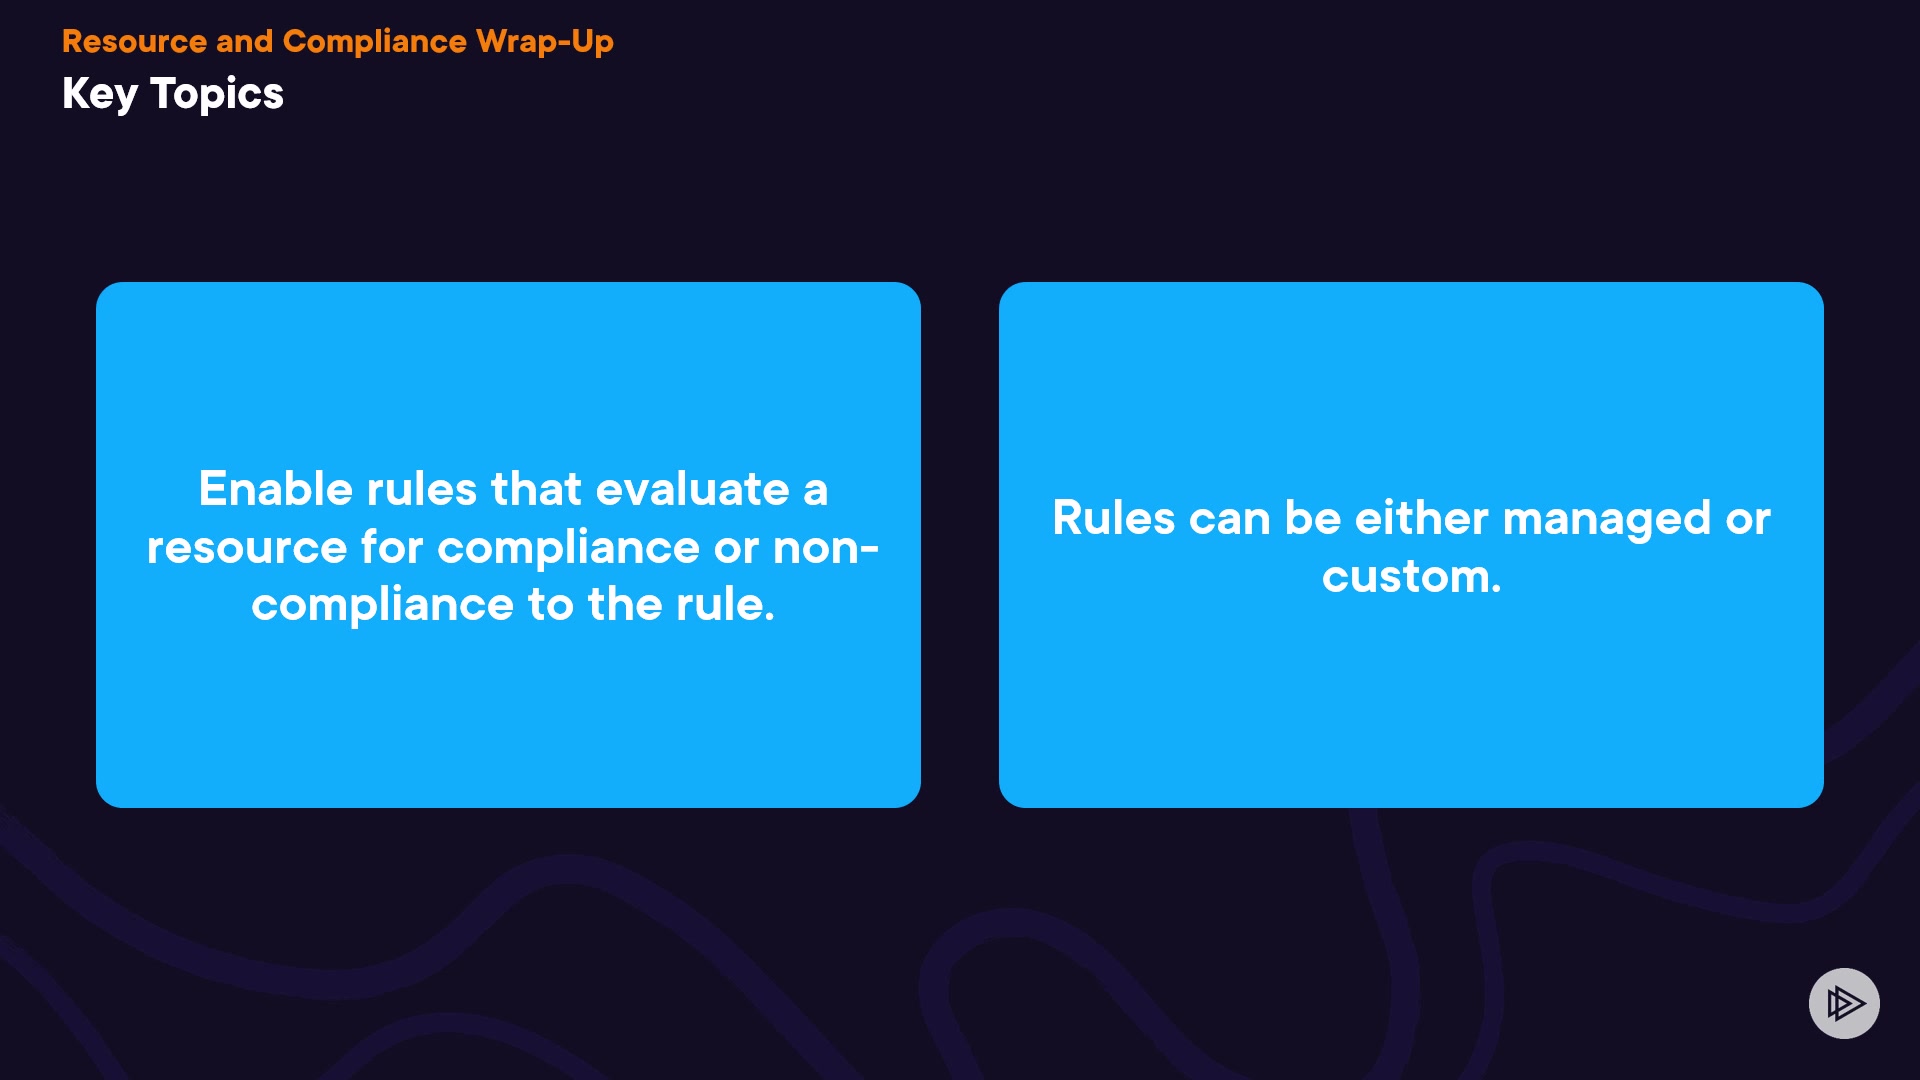 Resource and Compliance Wrap-Up
Key Topics
Enable rules that evaluate a
resource for compliance or non-
compliance to the rule.
Rules can be either managed or
custom.